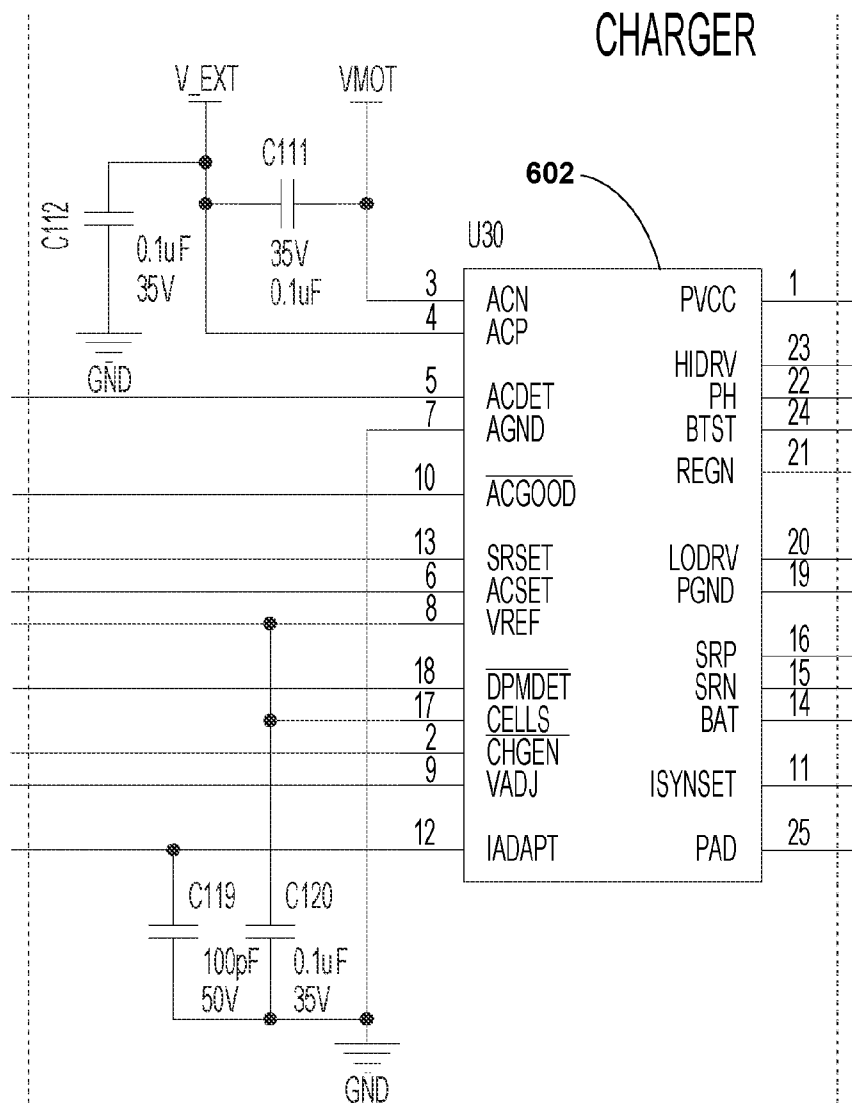 CHARGER
V_EXT
VMOT
C111
35V
0.1uF
C112
0.1uF
35V
GND
602
U30
3 ACN
4 ACP
5 ACDET
7 AGND
10 ACGOOD
13 SRSET
6 ACSET
8 VREF
18 DPMDET
17 CELLS
2 CHGEN
9 VADJ
12 IADAPT
PVCC 1
HIDRV 23
PH 22
BTST 24
REGN 21
LODRV 20
PGND 19
SRP 16
SRN 15
BAT 14
ISYNSET 11
PAD 25
C119
100pF
50V
C120
0.1uF
35V
GND